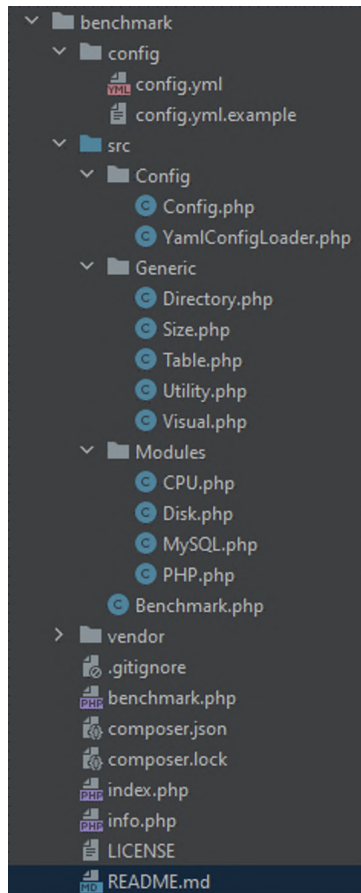 benchmark
config
config.yml
config.yml.example
src
Config
Config.php
YamlConfigLoader.php
Generic
Directory.php
Size.php
Table.php
Utility.php
Visual.php
Modules
CPU.php
Disk.php
MySQL.php
PHP.php
Benchmark.php
vendor
.gitignore
benchmark.php
composer.json
composer.lock
index.php
info.php
LICENSE
README.md